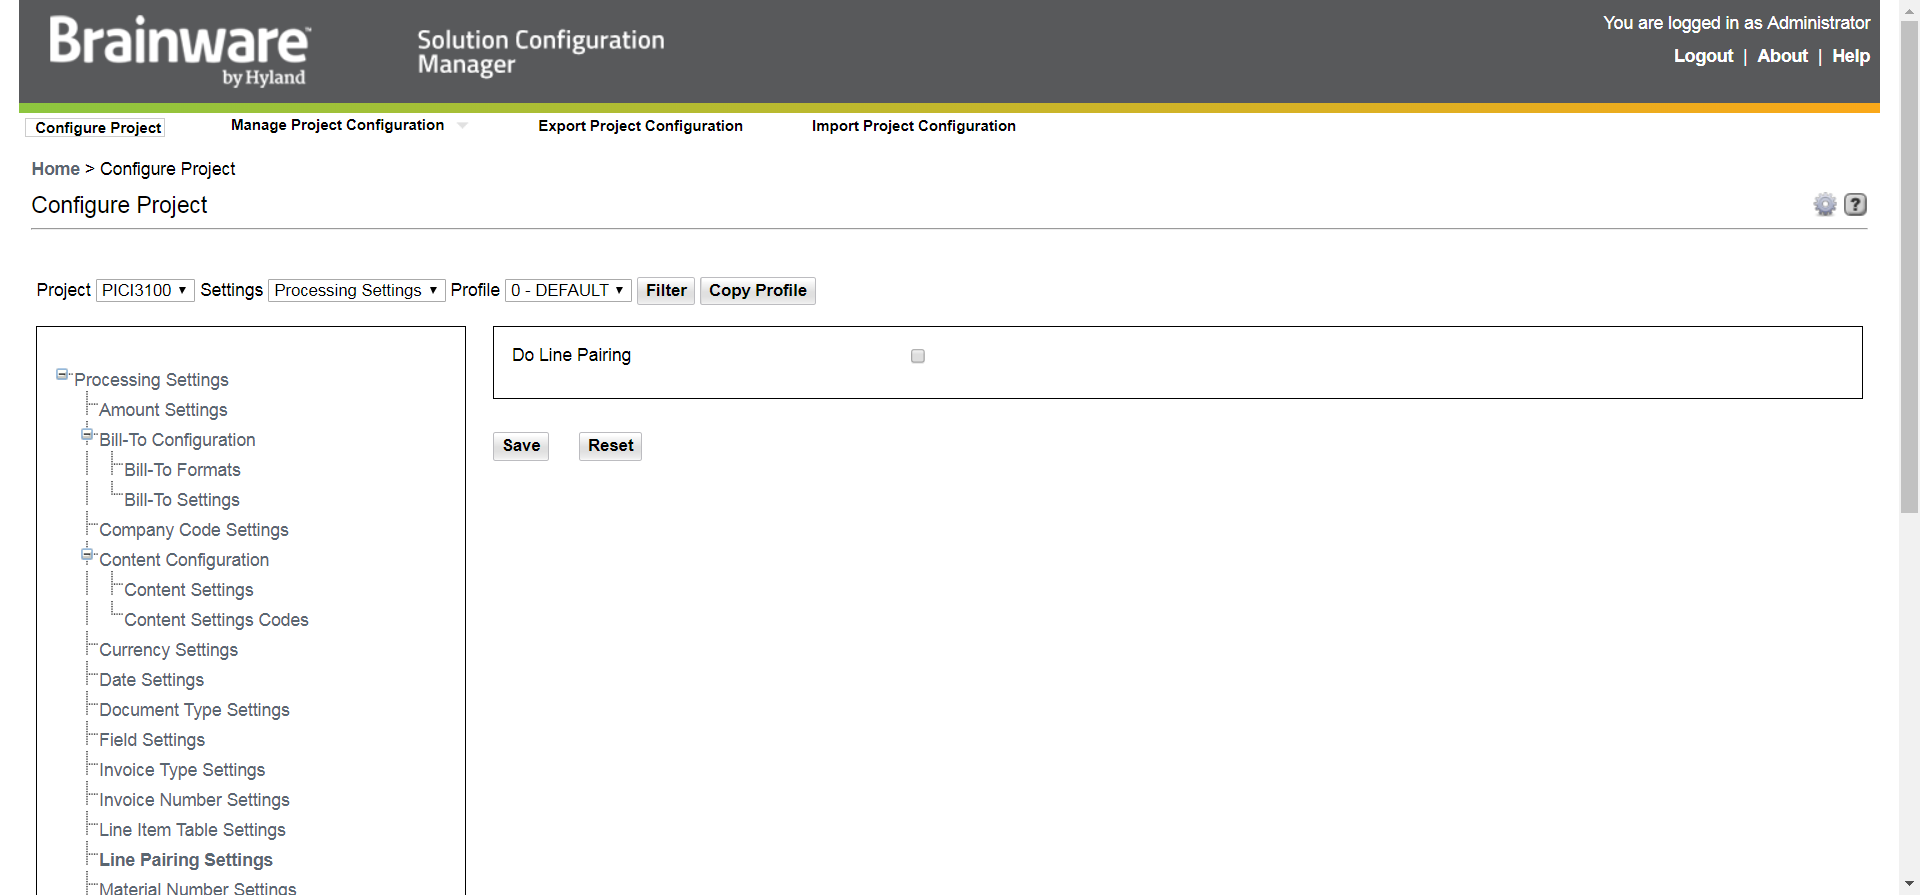 Brainware™
by Hyland
Solution Configuration
Manager
You are logged in as Administrator
Logout | About | Help
Configure Project
Manage Project Configuration
Export Project Configuration
Import Project Configuration
Home > Configure Project
Configure Project
?
Project PICI3100 Settings Processing Settings Profile 0 - DEFAULT Filter Copy Profile
Do Line Pairing
Save
Reset
Processing Settings
Amount Settings
Bill-To Configuration
Bill-To Formats
Bill-To Settings
Company Code Settings
Content Configuration
Content Settings
Content Settings Codes
Currency Settings
Date Settings
Document Type Settings
Field Settings
Invoice Type Settings
Invoice Number Settings
Line Item Table Settings
Line Pairing Settings
Material Number Settings